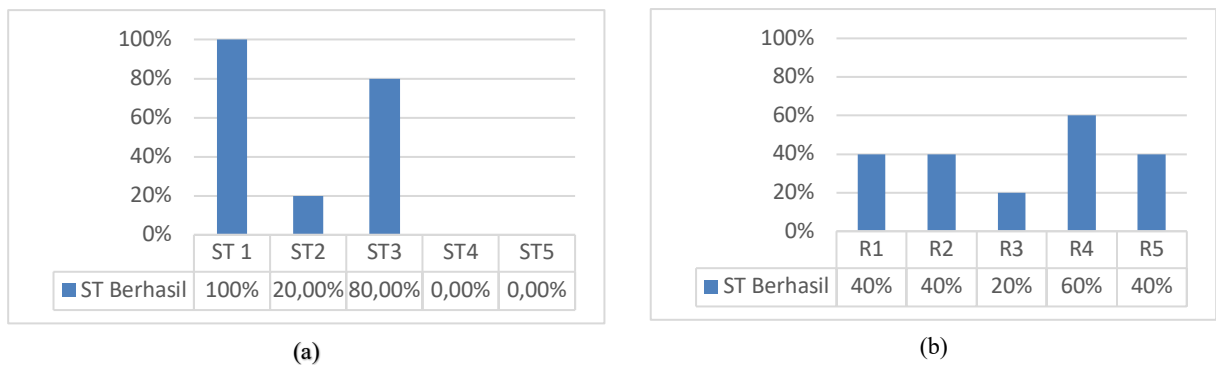 100%
80%
60%
40%
20%
0%
ST 1 ST2 ST3 ST4 ST5
ST Berhasil 100% 20,00% 80,00% 0,00% 0,00%
(a)
100%
80%
60%
40%
20%
0%
R1 R2 R3 R4 R5
ST Berhasil 40% 40% 20% 60% 40%
(b)